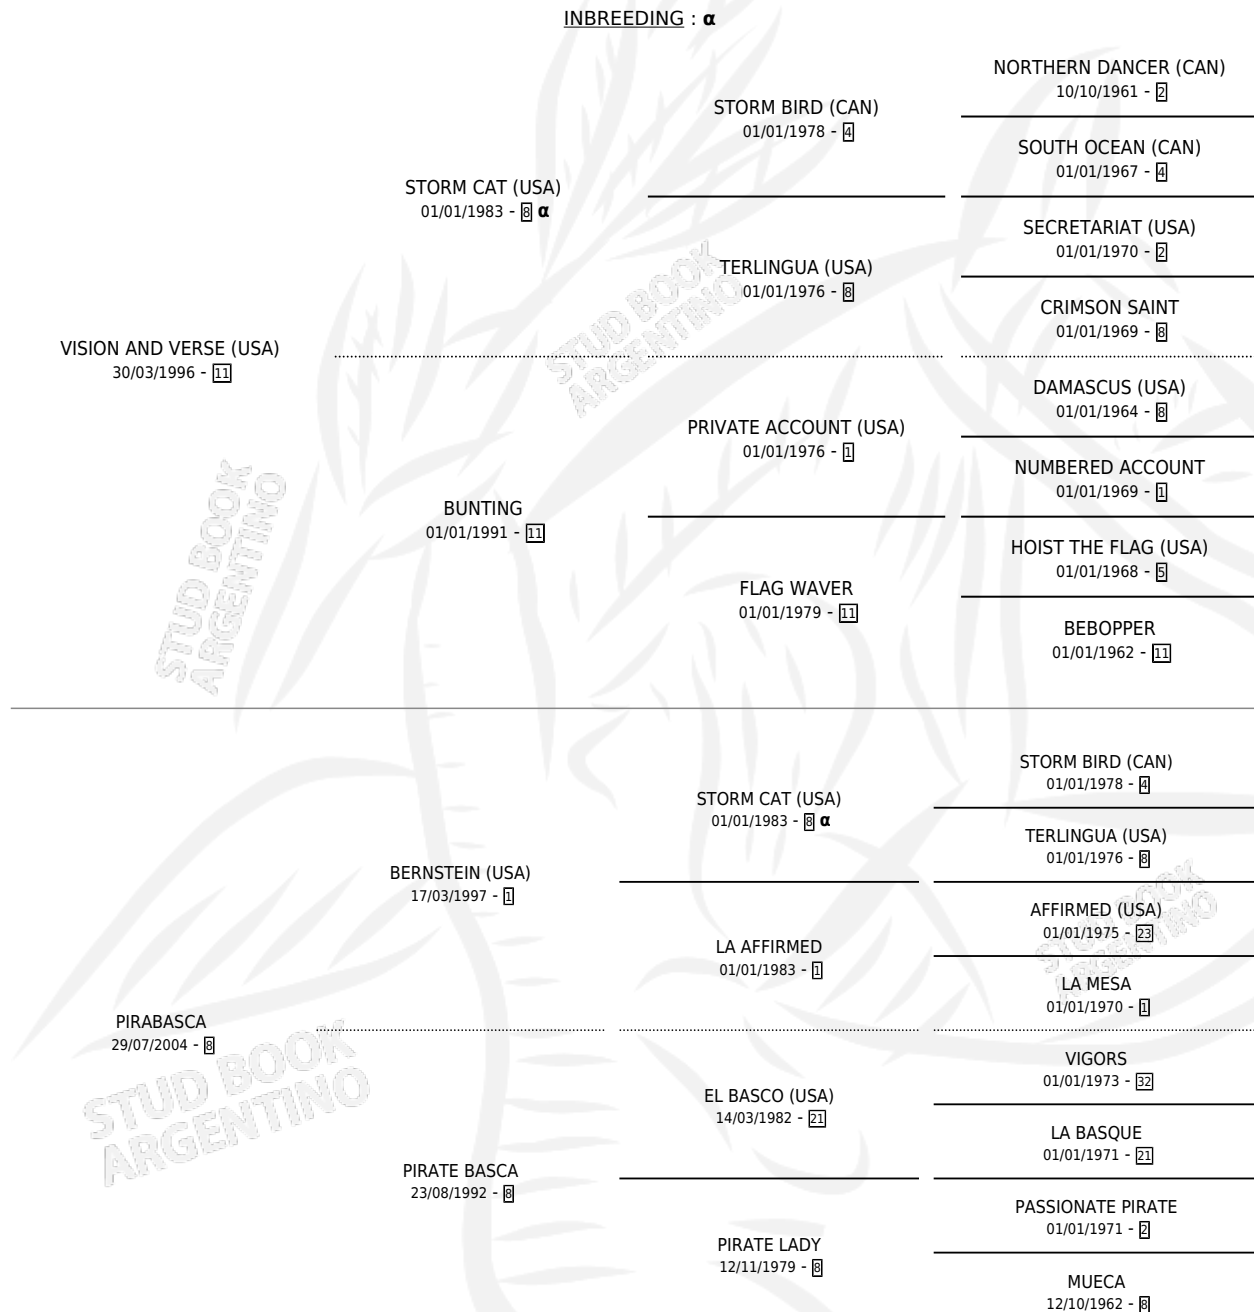 INBREEDING : α
NORTHERN DANCER (CAN)
10/10/1961 - 2
STORM BIRD (CAN)
01/01/1978 - 4
SOUTH OCEAN (CAN)
01/01/1967 - 4
STORM CAT (USA)
01/01/1983 - 8 α
SECRETARIAT (USA)
01/01/1970 - 2
TERLINGUA (USA)
01/01/1976 - 8
CRIMSON SAINT
01/01/1969 - 8
VISION AND VERSE (USA)
30/03/1996 - 11
DAMASCUS (USA)
01/01/1964 - 8
PRIVATE ACCOUNT (USA)
01/01/1976 - 1
NUMBERED ACCOUNT
01/01/1969 - 1
BUNTING
01/01/1991 - 11
HOIST THE FLAG (USA)
01/01/1968 - 5
FLAG WAVER
01/01/1979 - 11
BEBOPPER
01/01/1962 - 11
STORM BIRD (CAN)
01/01/1978 - 4
STORM CAT (USA)
01/01/1983 - 8 α
TERLINGUA (USA)
01/01/1976 - 8
BERNSTEIN (USA)
17/03/1997 - 1
AFFIRMED (USA)
01/01/1975 - 23
LA AFFIRMED
01/01/1983 - 1
LA MESA
01/01/1970 - 1
PIRABASCA
29/07/2004 - 8
VIGORS
01/01/1973 - 32
EL BASCO (USA)
14/03/1982 - 21
LA BASQUE
01/01/1971 - 21
PIRATE BASCA
23/08/1992 - 8
PASSIONATE PIRATE
01/01/1971 - 2
PIRATE LADY
12/11/1979 - 8
MUECA
12/10/1962 - 8
STUD BOOK
ARGENTINO
STUD BOOK
ARGENTINO
STUD BOOK
ARGENTINO
STUD BOOK
ARGENTINO